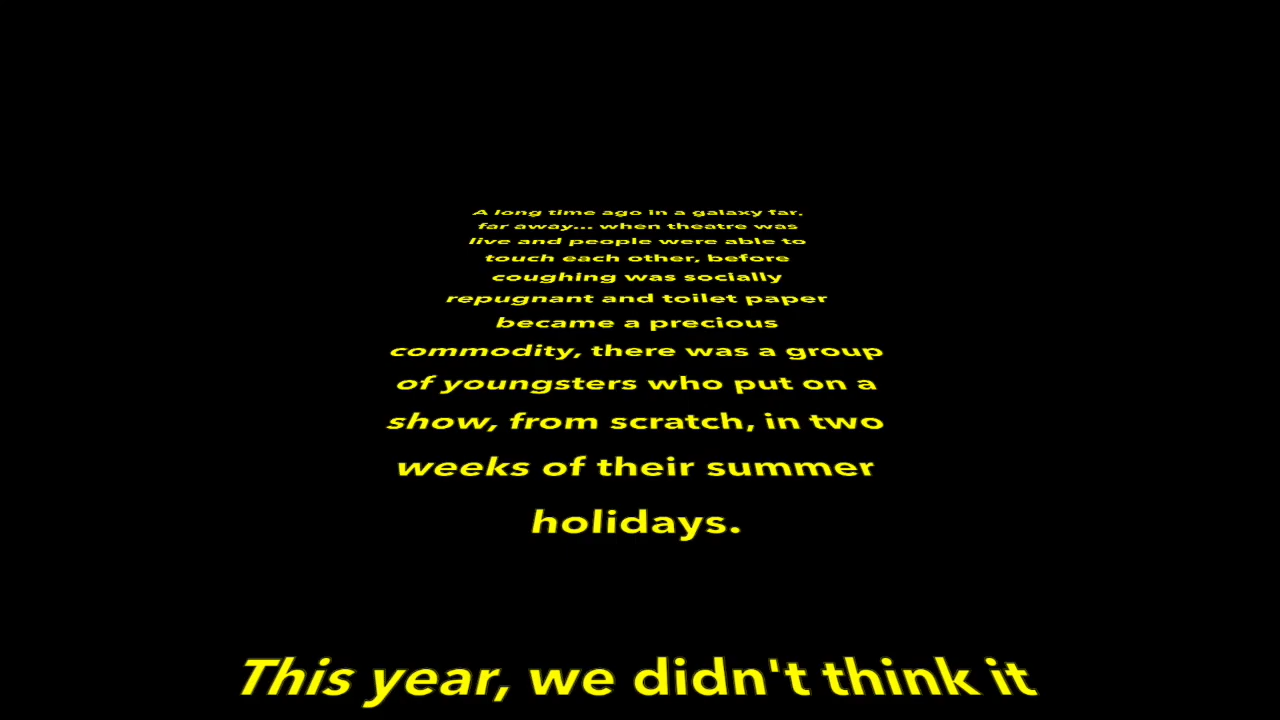 A long time ago in a galaxy far,
far away... when theatre was
live and people were able to
touch each other, before
coughing was socially
repugnant and toilet paper
became a precious
commodity, there was a group
of youngsters who put on a
show, from scratch, in two
weeks of their summer
holidays.
This year, we didn't think it